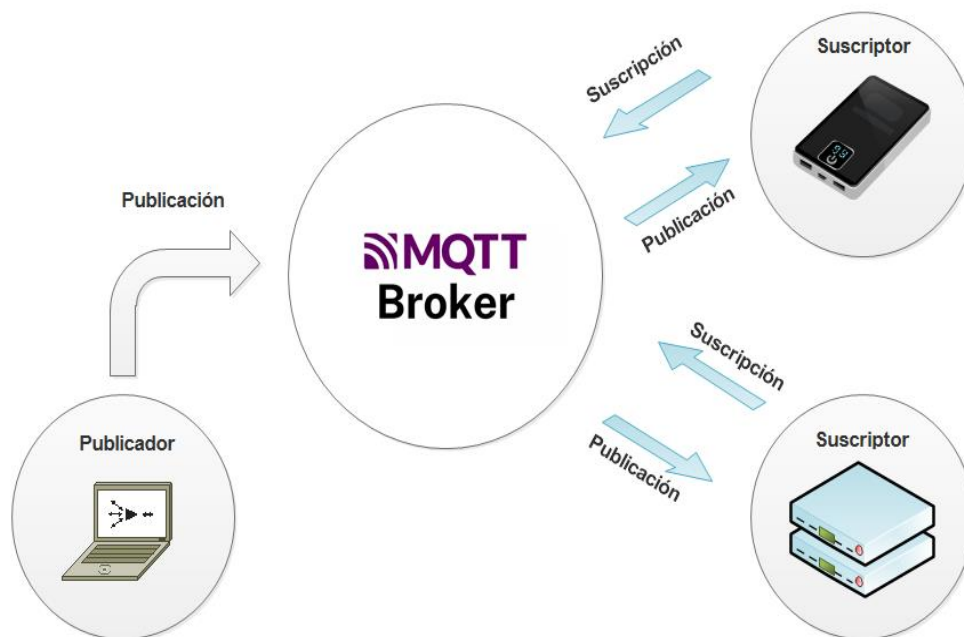 Suscriptor
Suscripción
Publicación
Publicación
MQTT
Broker
Suscripción
Publicación
Publicador
Suscriptor